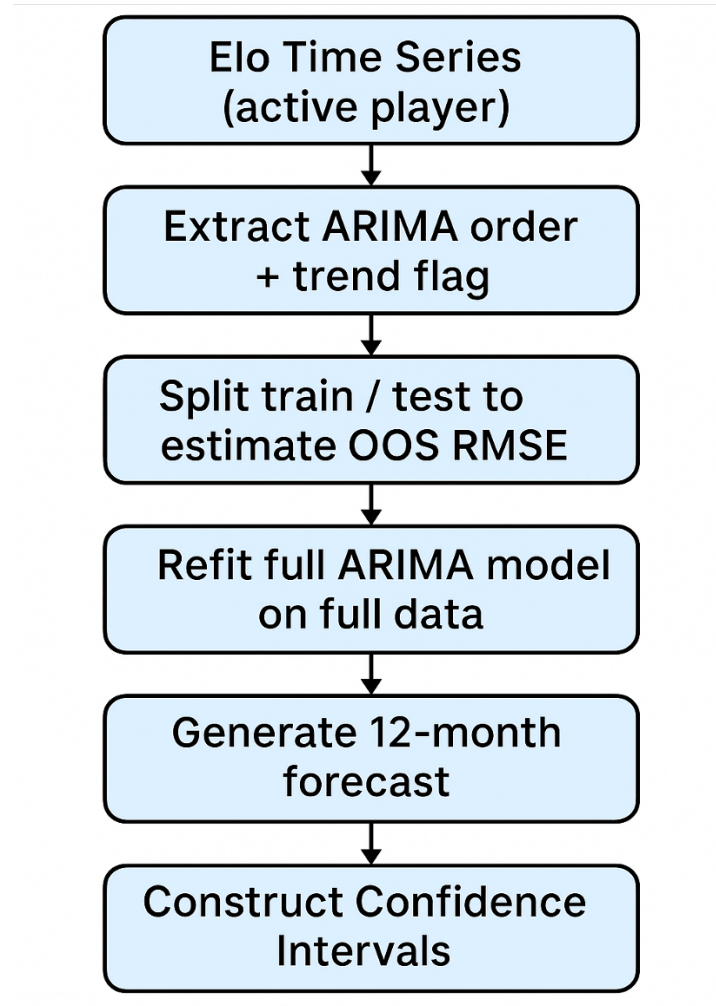 Elo Time Series
(active player)
Extract ARIMA order
+ trend flag
Split train / test to
estimate OOS RMSE
Refit full ARIMA model
on full data
Generate 12-month
forecast
Construct Confidence
Intervals